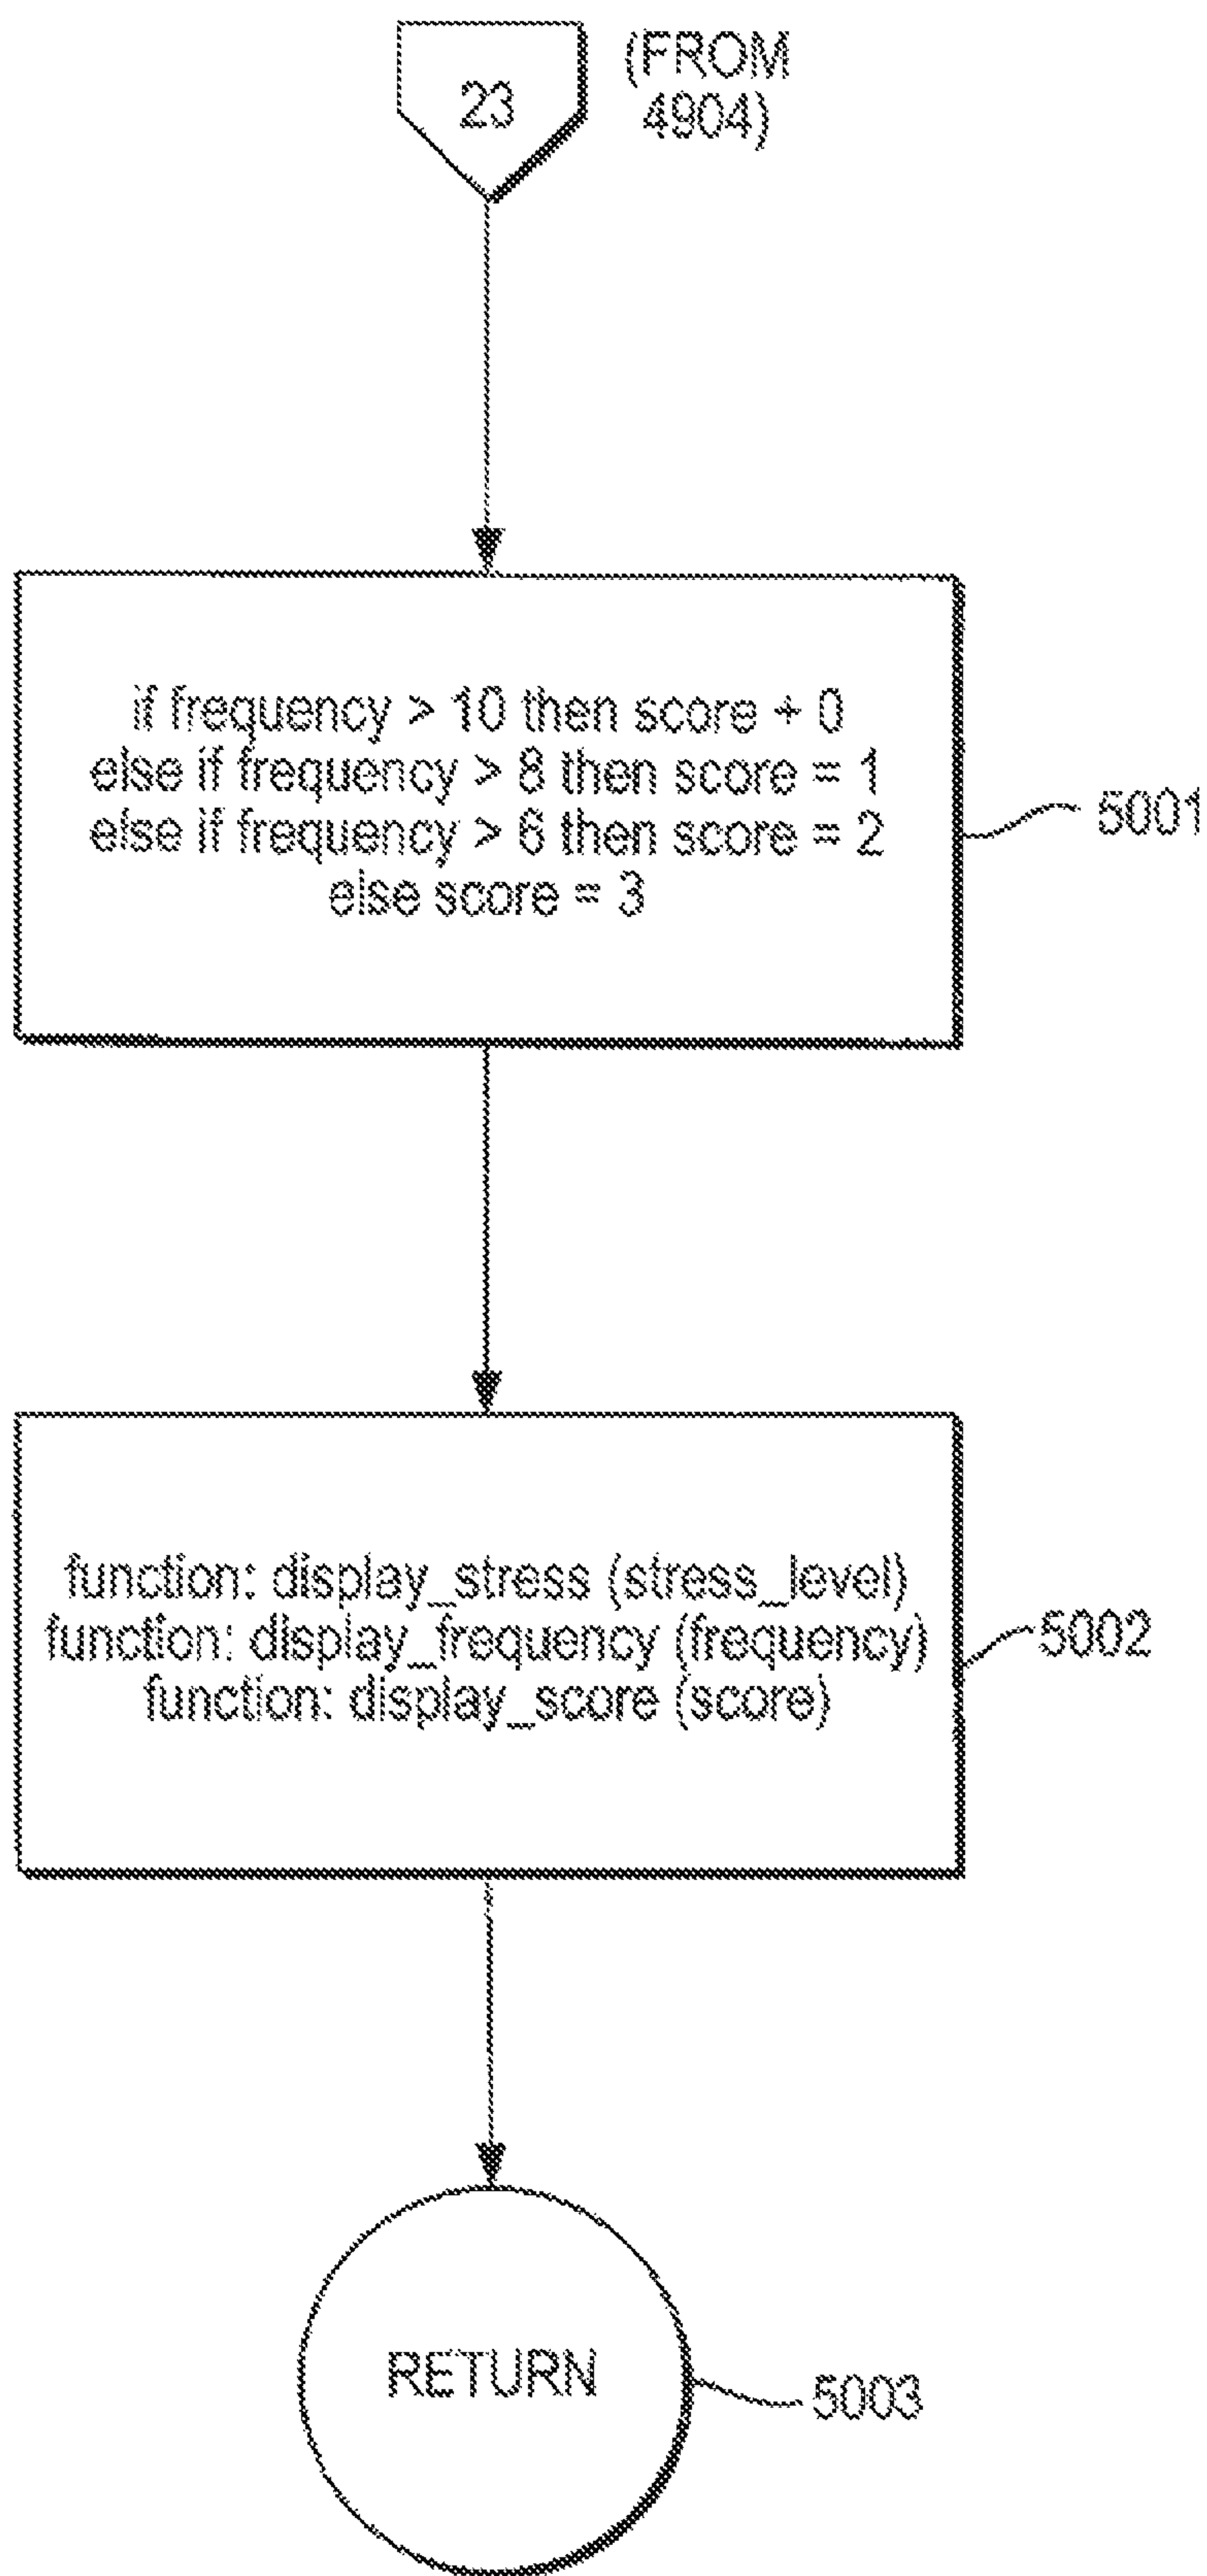 23
(FROM
4904)
if frequency > 10 then score + 0
else if frequency > 8 then score = 1
else if frequency > 6 then score = 2
else score = 3
5001
function: display_stress (stress_level)
function: display_frequency (frequency)
function: display_score (score)
5002
RETURN
5003